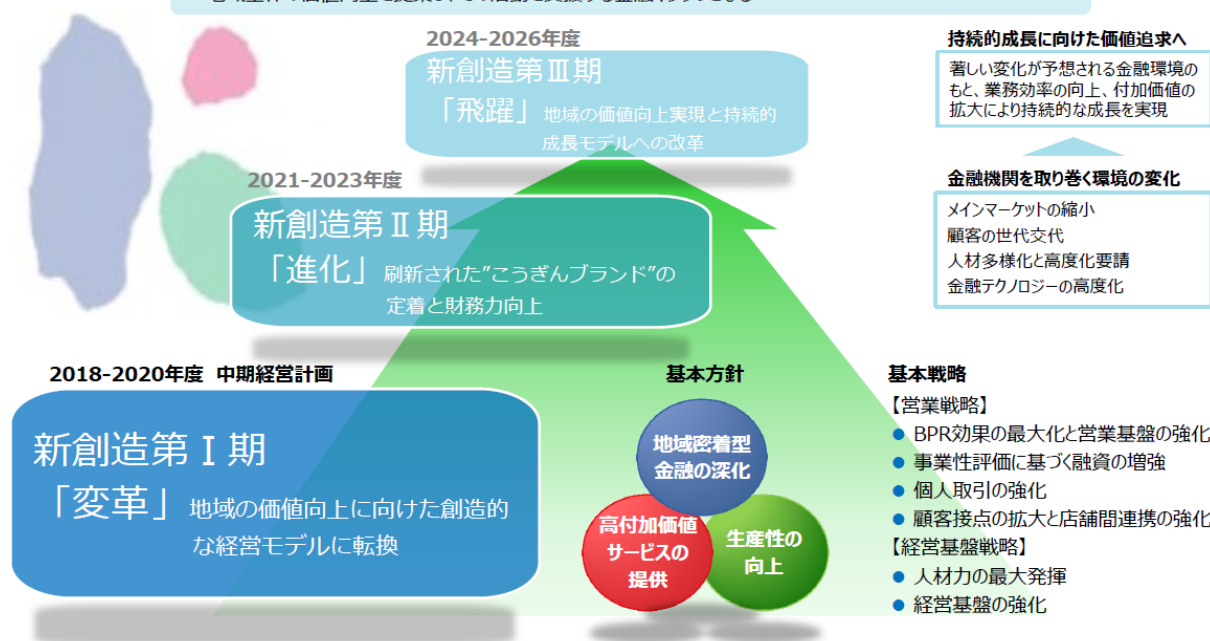 2024-2026年度
新創造第Ⅲ期
「飛躍」 地域の価値向上実現と持続的
成長モデルへの改革
2021-2023年度
新創造第Ⅱ期
「進化」 刷新された”こうぎんブランド”の
定着と財務力向上
2018-2020年度 中期経営計画
新創造第Ⅰ期
「変革」 地域の価値向上に向けた創造的
な経営モデルに転換
基本方針
地域密着型
金融の深化
高付加価値
サービスの
提供
生産性の
向上
持続的成長に向けた価値追求へ
著しい変化が予想される金融環境の
もと、業務効率の向上、付加価値の
拡大により持続的な成長を実現
金融機関を取り巻く環境の変化
メインマーケットの縮小
顧客の世代交代
人材多様化と高度化要請
金融テクノロジーの高度化
基本戦略
【営業戦略】
● BPR効果の最大化と営業基盤の強化
● 事業性評価に基づく融資の増強
● 個人取引の強化
● 顧客接点の拡大と店舗間連携の強化
【経営基盤戦略】
● 人材力の最大発揮
● 経営基盤の強化